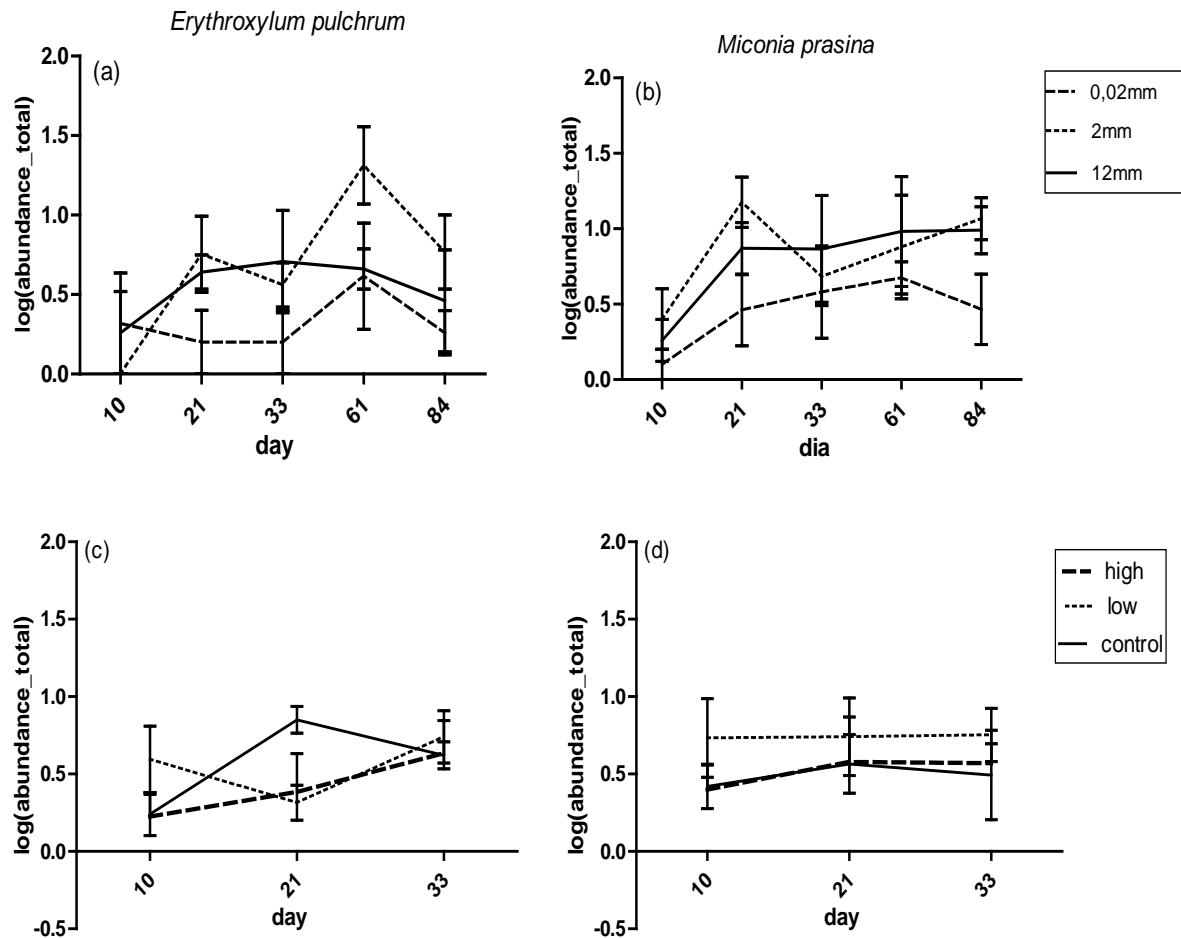 Erythroxylum pulchrum
Miconia prasina
(a)
log(abundance_total)
2.0
1.5
1.0
0.5
0.0
10 21 33 61 84
day
(b)
log(abundance_total)
2.0
1.5
1.0
0.5
0.0
10 21 33 61 84
dia
0,02mm
2mm
12mm
(c)
log(abundance_total)
2.0
1.5
1.0
0.5
0.0
-0.5
10 21 33
day
(d)
log(abundance_total)
2.0
1.5
1.0
0.5
0.0
-0.5
10 21 33
day
high
low
control